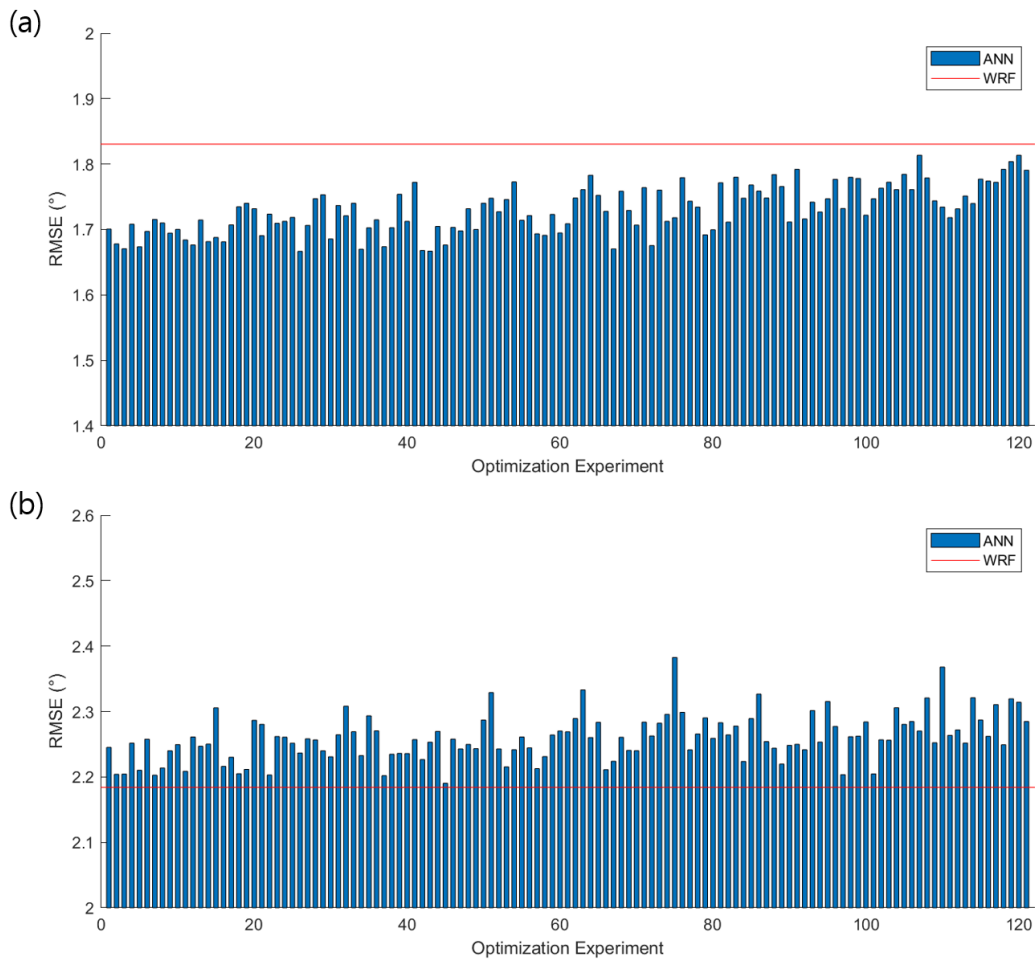 (a)
2
1.9
1.8
1.7
1.6
1.5
1.4
RMSE (°)
ANN
WRF
0 20 40 60 80 100 120
Optimization Experiment
(b)
2.6
2.5
2.4
2.3
2.2
2.1
2
RMSE (°)
ANN
WRF
0 20 40 60 80 100 120
Optimization Experiment